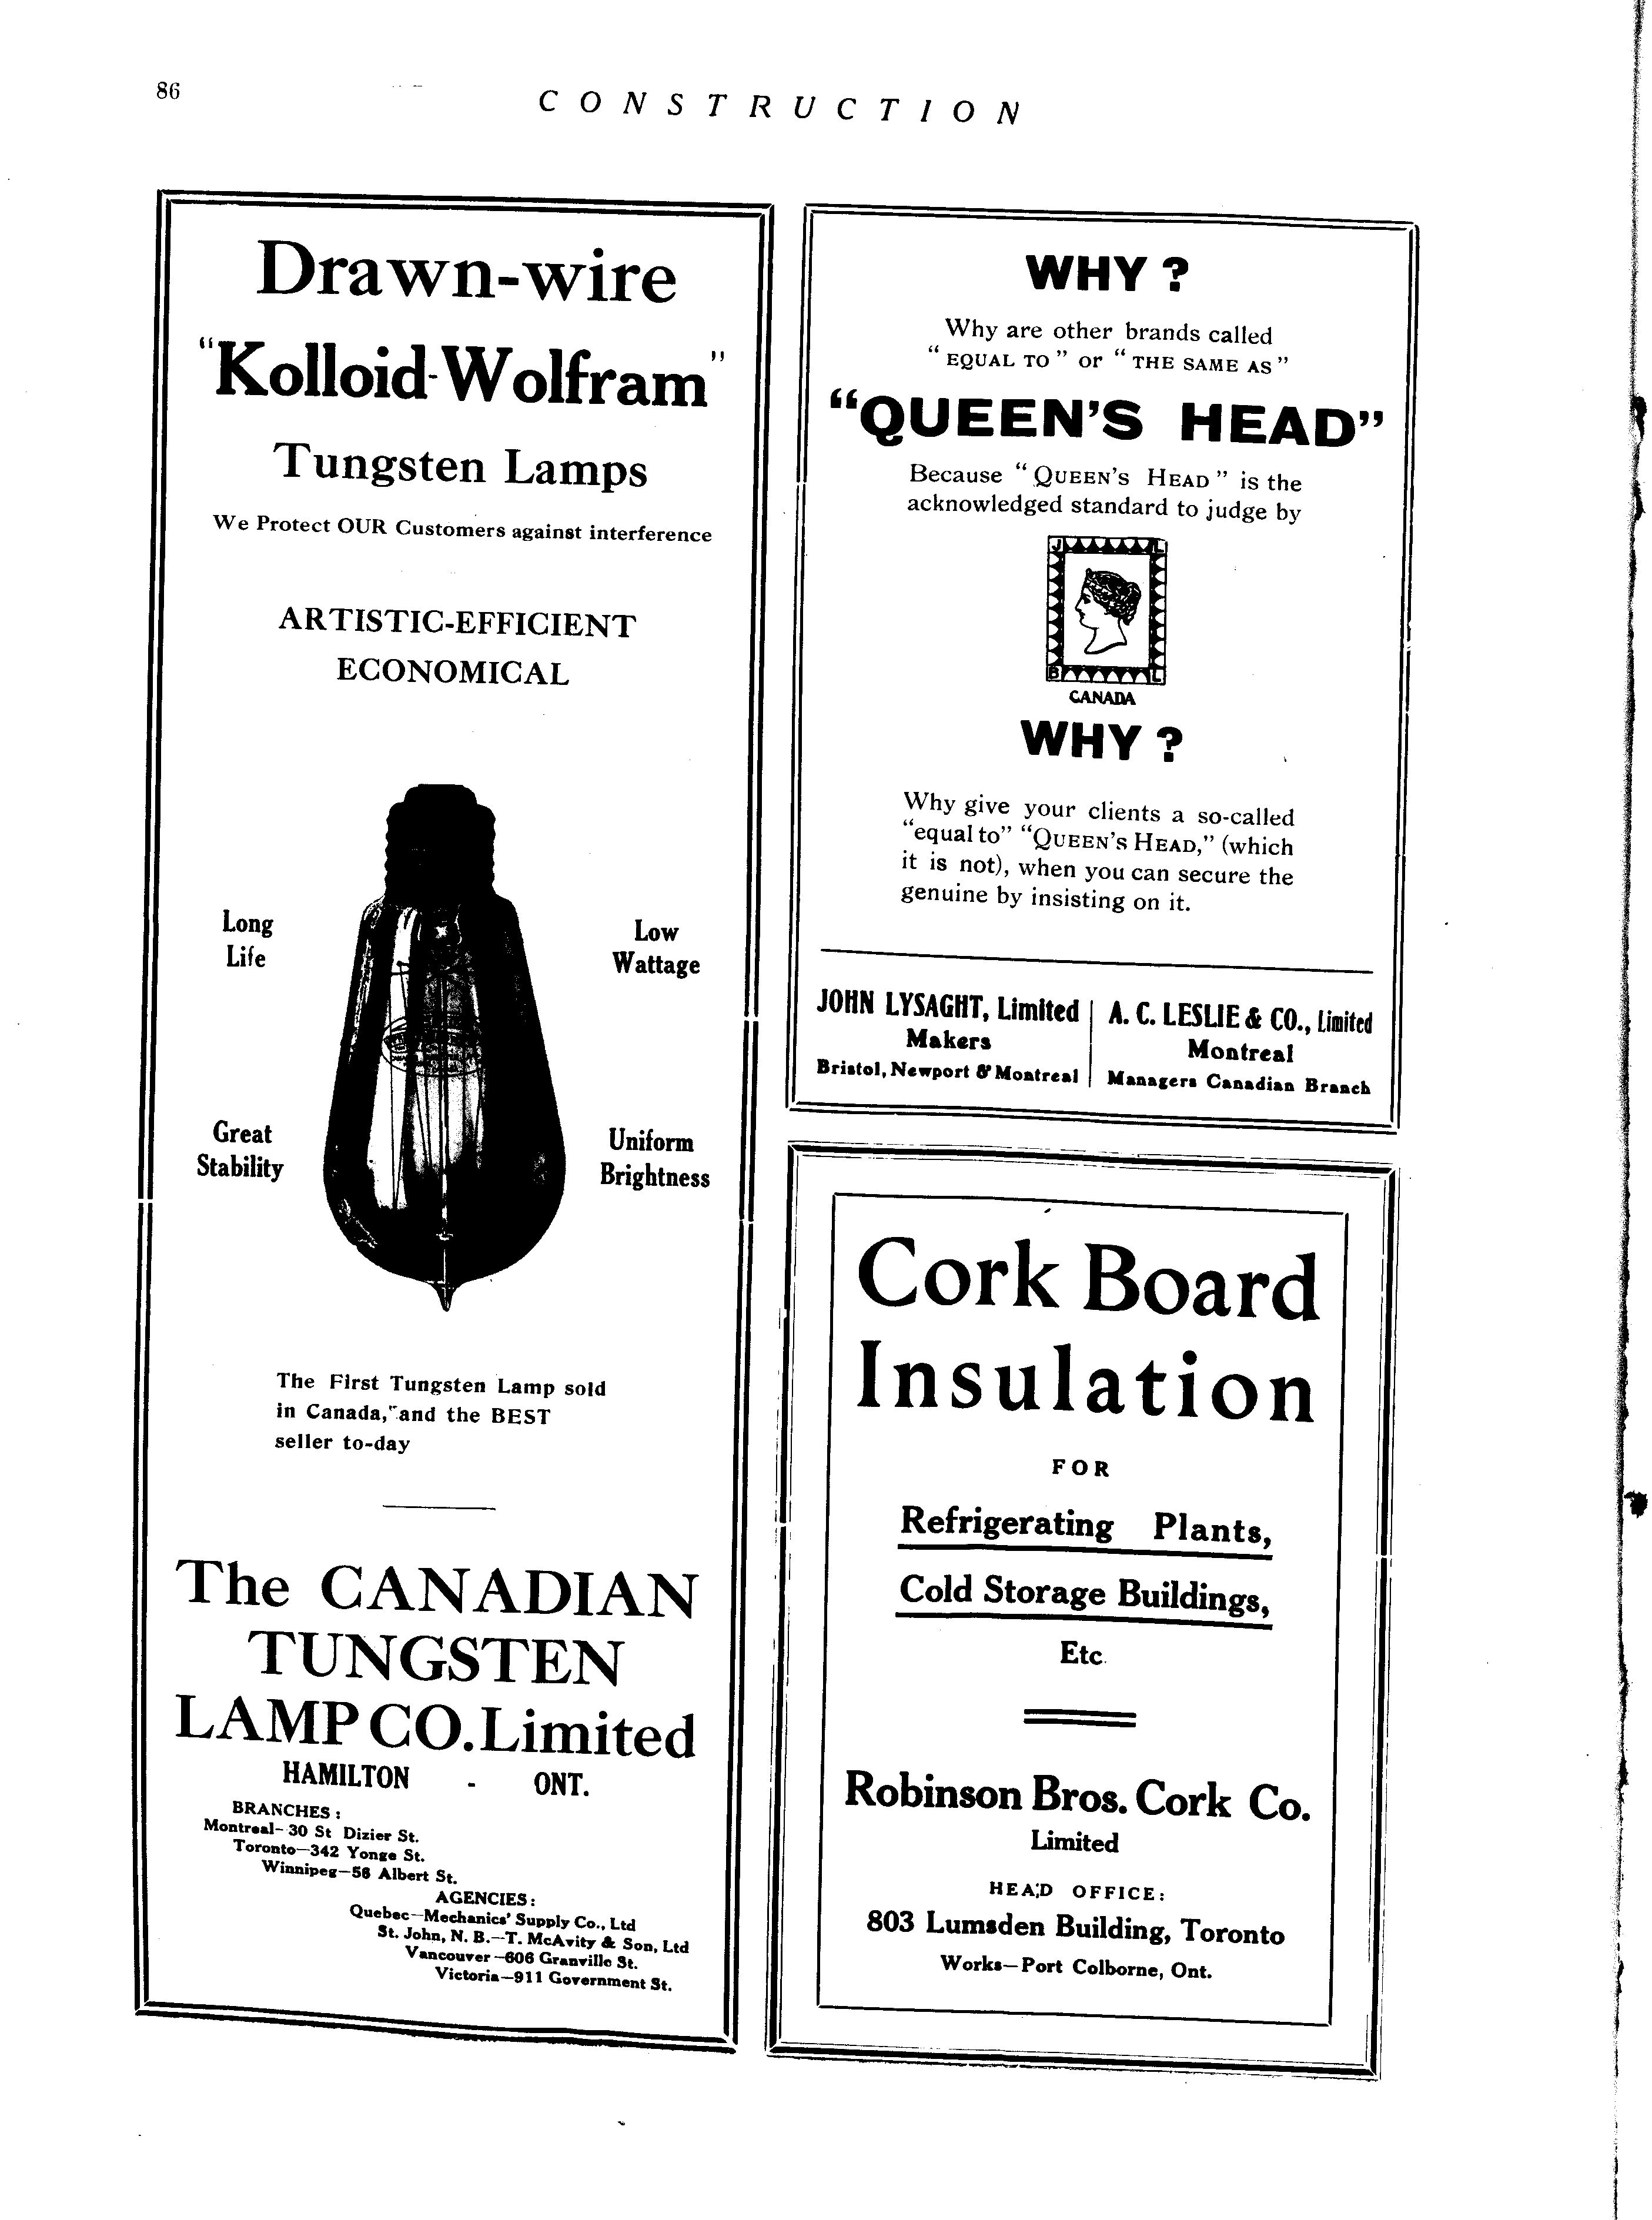 86
CONSTRUCTION
Drawn-wire
"Kolloid-Wolfram"
Tungsten Lamps
We Protect OUR Customers against interference
ARTISTIC-EFFICIENT
ECONOMICAL
Long
Life
Low
Wattage
Great
Stability
Uniform
Brightness
The First Tungsten Lamp sold
in Canada, and the BEST
seller to-day
The CANADIAN
TUNGSTEN
LAMP CO. Limited
HAMILTON - ONT.
BRANCHES:
Montreal-30 St Dizier St.
Toronto—342 Yonge St.
Winnipeg—56 Albert St.
AGENCIES:
Quebec—Mechanics' Supply Co., Ltd
St. John, N. B.—T. McAvity & Son, Ltd
Vancouver—606 Granville St.
Victoria—911 Government St.
WHY?
Why are other brands called
"EQUAL TO" or "THE SAME AS"
"QUEEN'S HEAD"
Because "QUEEN'S HEAD" is the
acknowledged standard to judge by
J L
B L
CANADA
WHY?
Why give your clients a so-called
"equal to" "QUEEN'S HEAD," (which
it is not), when you can secure the
genuine by insisting on it.
JOHN LYSAGHT, Limited
Makers
Bristol, Newport & Montreal
A. C. LESLIE & CO., Limited
Montreal
Managers Canadian Branch
Cork Board
Insulation
FOR
Refrigerating Plants,
Cold Storage Buildings,
Etc.
Robinson Bros. Cork Co.
Limited
HEAD OFFICE:
803 Lumsden Building, Toronto
Works—Port Colborne, Ont.